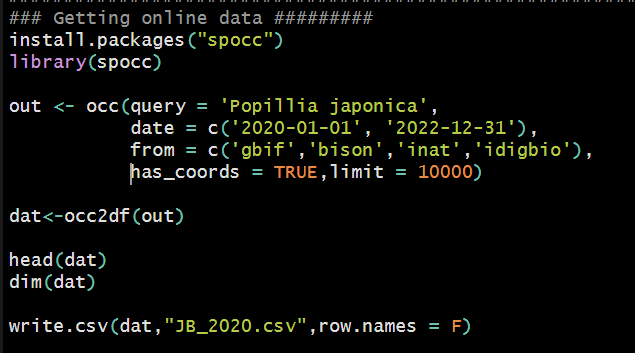 ### Getting online data #########
install.packages("spocc")
library(spocc)
out <- occ(query = 'Popillia japonica',
date = c('2020-01-01', '2022-12-31'),
from = c('gbif','bison','inat','idigbio'),
has_coords = TRUE,limit = 10000)
dat<-occ2df(out)
head(dat)
dim(dat)
write.csv(dat,"JB_2020.csv",row.names = F)